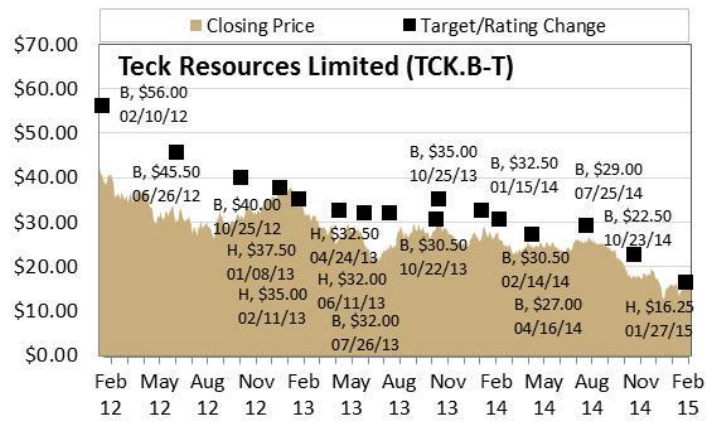 Closing Price
Target/Rating Change
Teck Resources Limited (TCK.B-T)
$70.00
$60.00
$50.00
$40.00
$30.00
$20.00
$10.00
$0.00
B, $56.00
02/10/12
B, $45.50
06/26/12
B, $40.00
10/25/12
H, $37.50
01/08/13
H, $35.00
02/11/13
H, $32.50
04/24/13
H, $32.00
06/11/13
B, $32.00
07/26/13
B, $30.50
10/22/13
B, $35.00
10/25/13
B, $32.50
01/15/14
B, $30.50
02/14/14
B, $27.00
04/16/14
B, $29.00
07/25/14
B, $22.50
10/23/14
H, $16.25
01/27/15
Feb May Aug Nov Feb May Aug Nov Feb May Aug Nov Feb
12 12 12 12 13 13 13 13 14 14 14 14 15